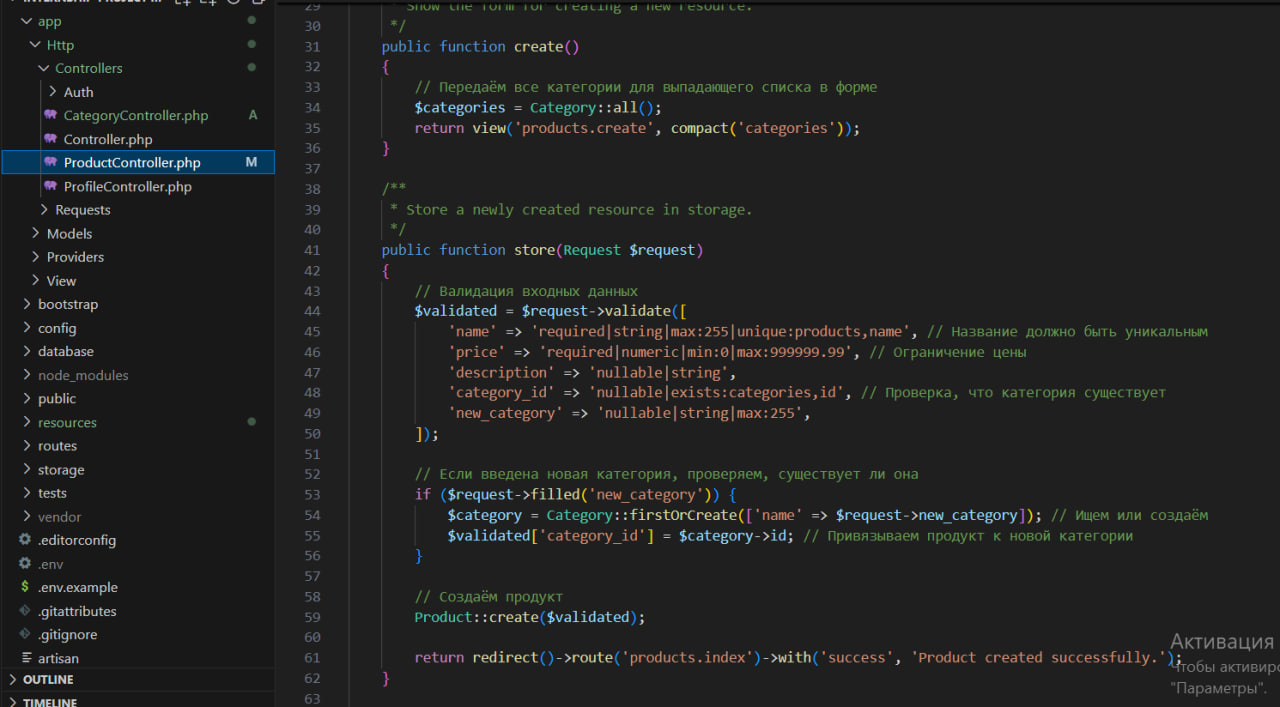 app
Http
Controllers
Auth
CategoryController.php A
Controller.php
ProductController.php M
ProfileController.php
Requests
Models
Providers
View
bootstrap
config
database
node_modules
public
resources
routes
storage
tests
vendor
.editorconfig
.env
.env.example
.gitattributes
.gitignore
artisan
OUTLINE
TIMELINE
29 * Show the form for creating a new resource.
30 */
31 public function create()
32 {
33 // Передаём все категории для выпадающего списка в форме
34 $categories = Category::all();
35 return view('products.create', compact('categories'));
36 }
37
38 /**
39 * Store a newly created resource in storage.
40 */
41 public function store(Request $request)
42 {
43 // Валидация входных данных
44 $validated = $request->validate([
45 'name' => 'required|string|max:255|unique:products,name', // Название должно быть уникальным
46 'price' => 'required|numeric|min:0|max:999999.99', // Ограничение цены
47 'description' => 'nullable|string',
48 'category_id' => 'nullable|exists:categories,id', // Проверка, что категория существует
49 'new_category' => 'nullable|string|max:255',
50 ]);
51
52 // Если введена новая категория, проверяем, существует ли она
53 if ($request->filled('new_category')) {
54 $category = Category::firstOrCreate(['name' => $request->new_category]); // Ищем или создаём
55 $validated['category_id'] = $category->id; // Привязываем продукт к новой категории
56 }
57
58 // Создаём продукт
59 Product::create($validated);
60
61 return redirect()->route('products.index')->with('success', 'Product created successfully.');
62 }
63
Активация
Чтобы активиро
"Параметры".